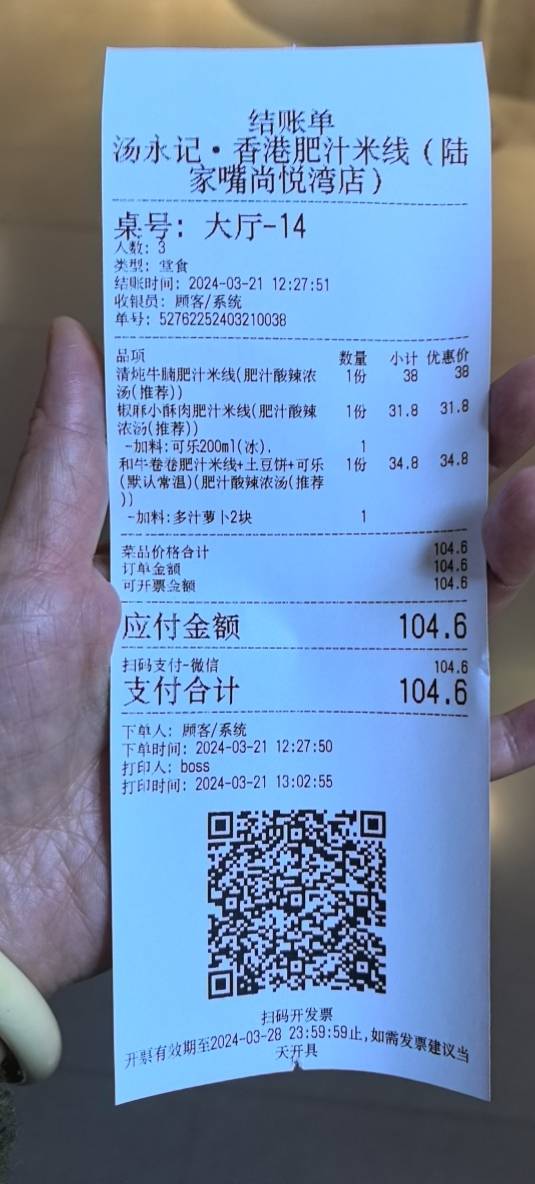 结账单
汤永记·香港肥汁米线(陆
家嘴尚悦湾店)
桌号: 大厅-14
人数: 3
类型: 堂食
结账时间: 2024-03-21 12:27:51
收银员: 顾客/系统
单号: 52762252403210038
品项 数量 小计 优惠价
清炖牛腩肥汁米线(肥汁酸辣浓 1份 38 38
汤(推荐))
椒麻小酥肉肥汁米线(肥汁酸辣 1份 31.8 31.8
浓汤(推荐))
-加料:可乐200ml(冰). 1
和牛卷卷肥汁米线+土豆饼+可乐 1份 34.8 34.8
(默认常温)(肥汁酸辣浓汤(推荐
))
-加料:多汁萝卜2块 1
菜品价格合计 104.6
订单金额 104.6
可开票金额 104.6
应付金额 104.6
扫码支付-微信 104.6
支付合计 104.6
下单人: 顾客/系统
下单时间: 2024-03-21 12:27:50
打印人: boss
打印时间: 2024-03-21 13:02:55
扫码开发票
开票有效期至2024-03-28 23:59:59止,如需发票建议当
天开具